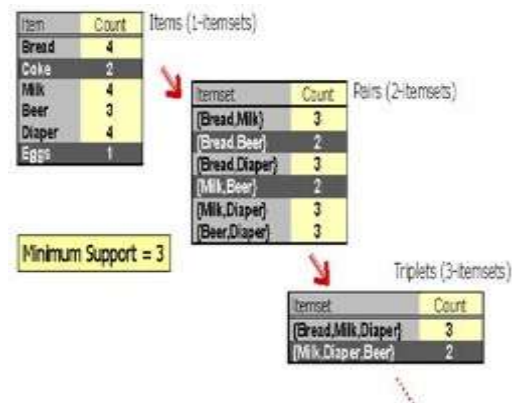 Item Count
Items (1-itemsets)
Bread 4
Coke 2
Milk 4
Beer 3
Diaper 4
Eggs 1
Itemset Count
Pairs (2-itemsets)
{Bread,Milk} 3
{Bread,Beer} 2
{Bread,Diaper} 3
{Milk,Beer} 2
{Milk,Diaper} 3
{Beer,Diaper} 3
Minimum Support = 3
Triplets (3-itemsets)
Itemset Count
{Bread,Milk,Diaper} 3
{Milk,Diaper,Beer} 2